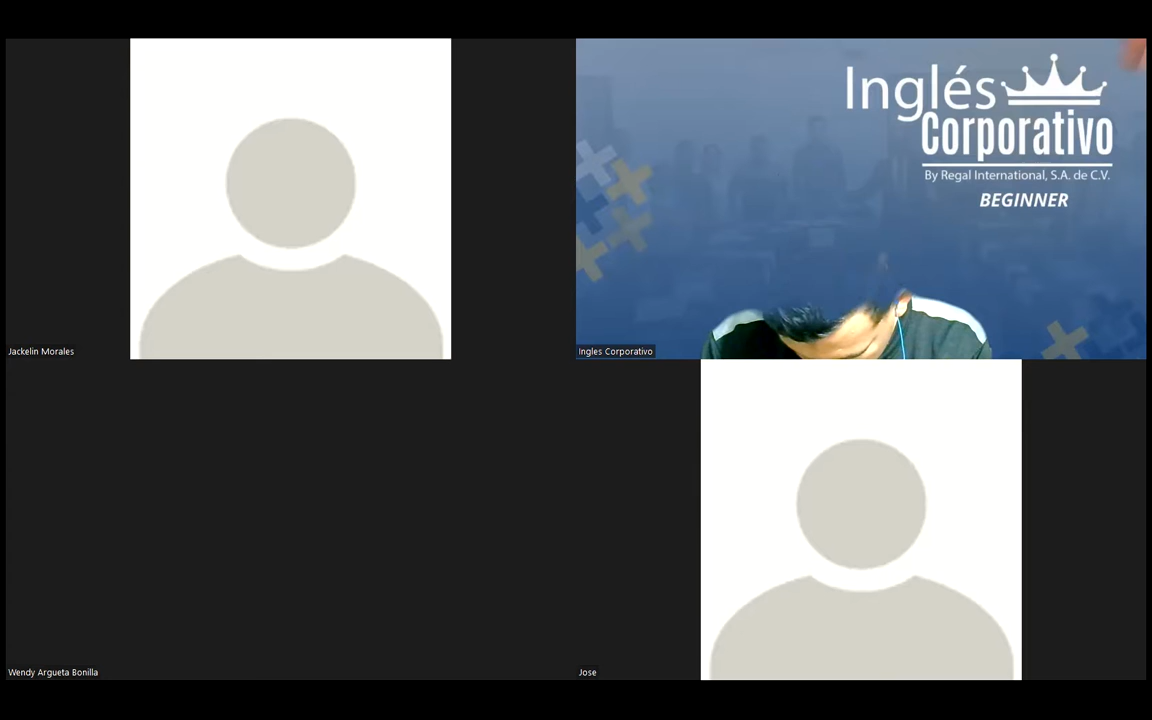 Inglés
Corporativo
By Regal International, S.A. de C.V.
BEGINNER
Jackelin Morales
Ingles Corporativo
Wendy Argueta Bonilla
Jose